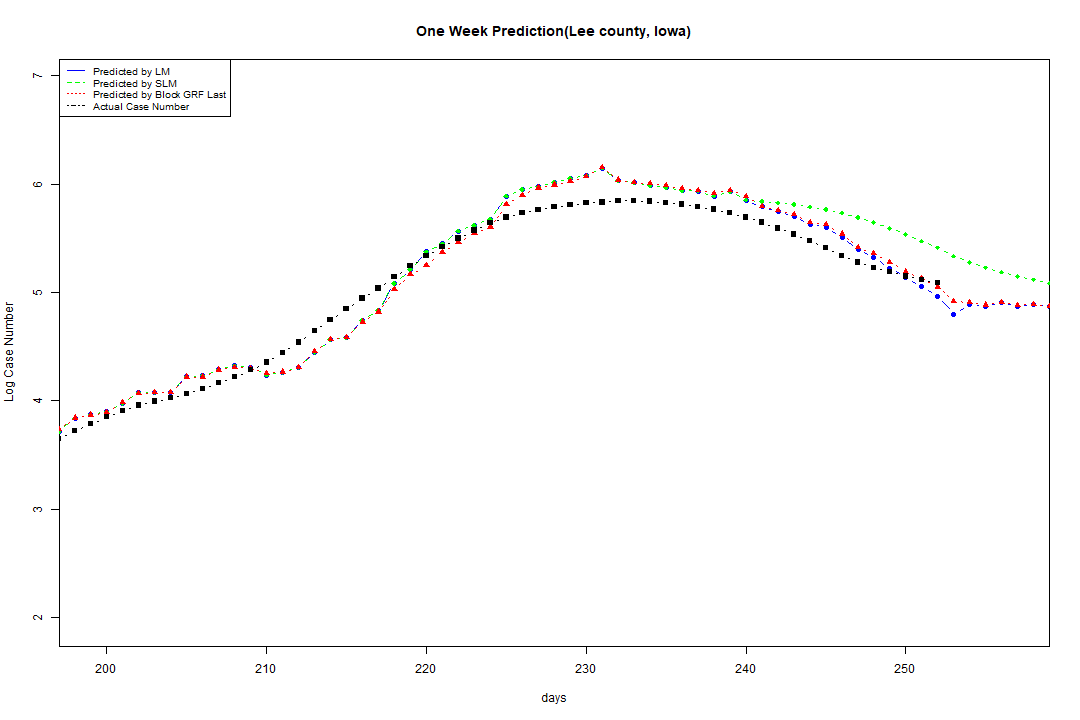 One Week Prediction(Lee county, Iowa)
Predicted by LM
Predicted by SLM
Predicted by Block GRF Last
Actual Case Number
7
6
5
4
3
2
Log Case Number
200 210 220 230 240 250
days